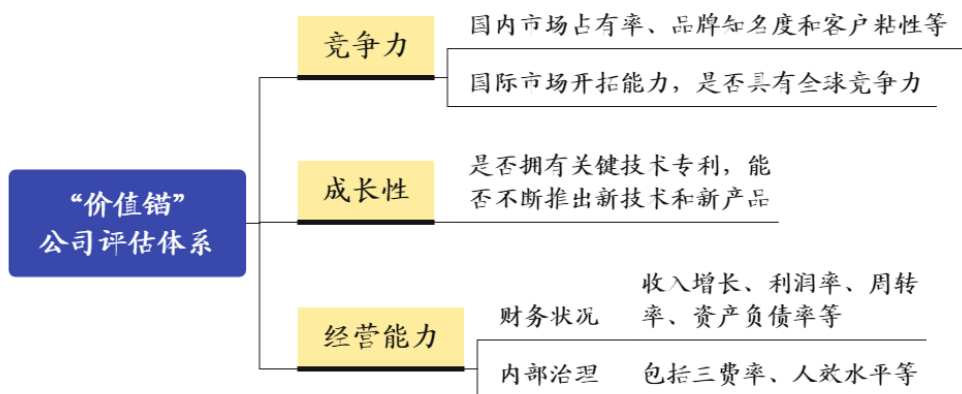 “价值锚”
公司评估体系
竞争力
国内市场占有率、品牌知名度和客户粘性等
国际市场开拓能力，是否具有全球竞争力
成长性
是否拥有关键技术专利，能
否不断推出新技术和新产品
经营能力
财务状况
收入增长、利润率、周转
率、资产负债率等
内部治理
包括三费率、人效水平等